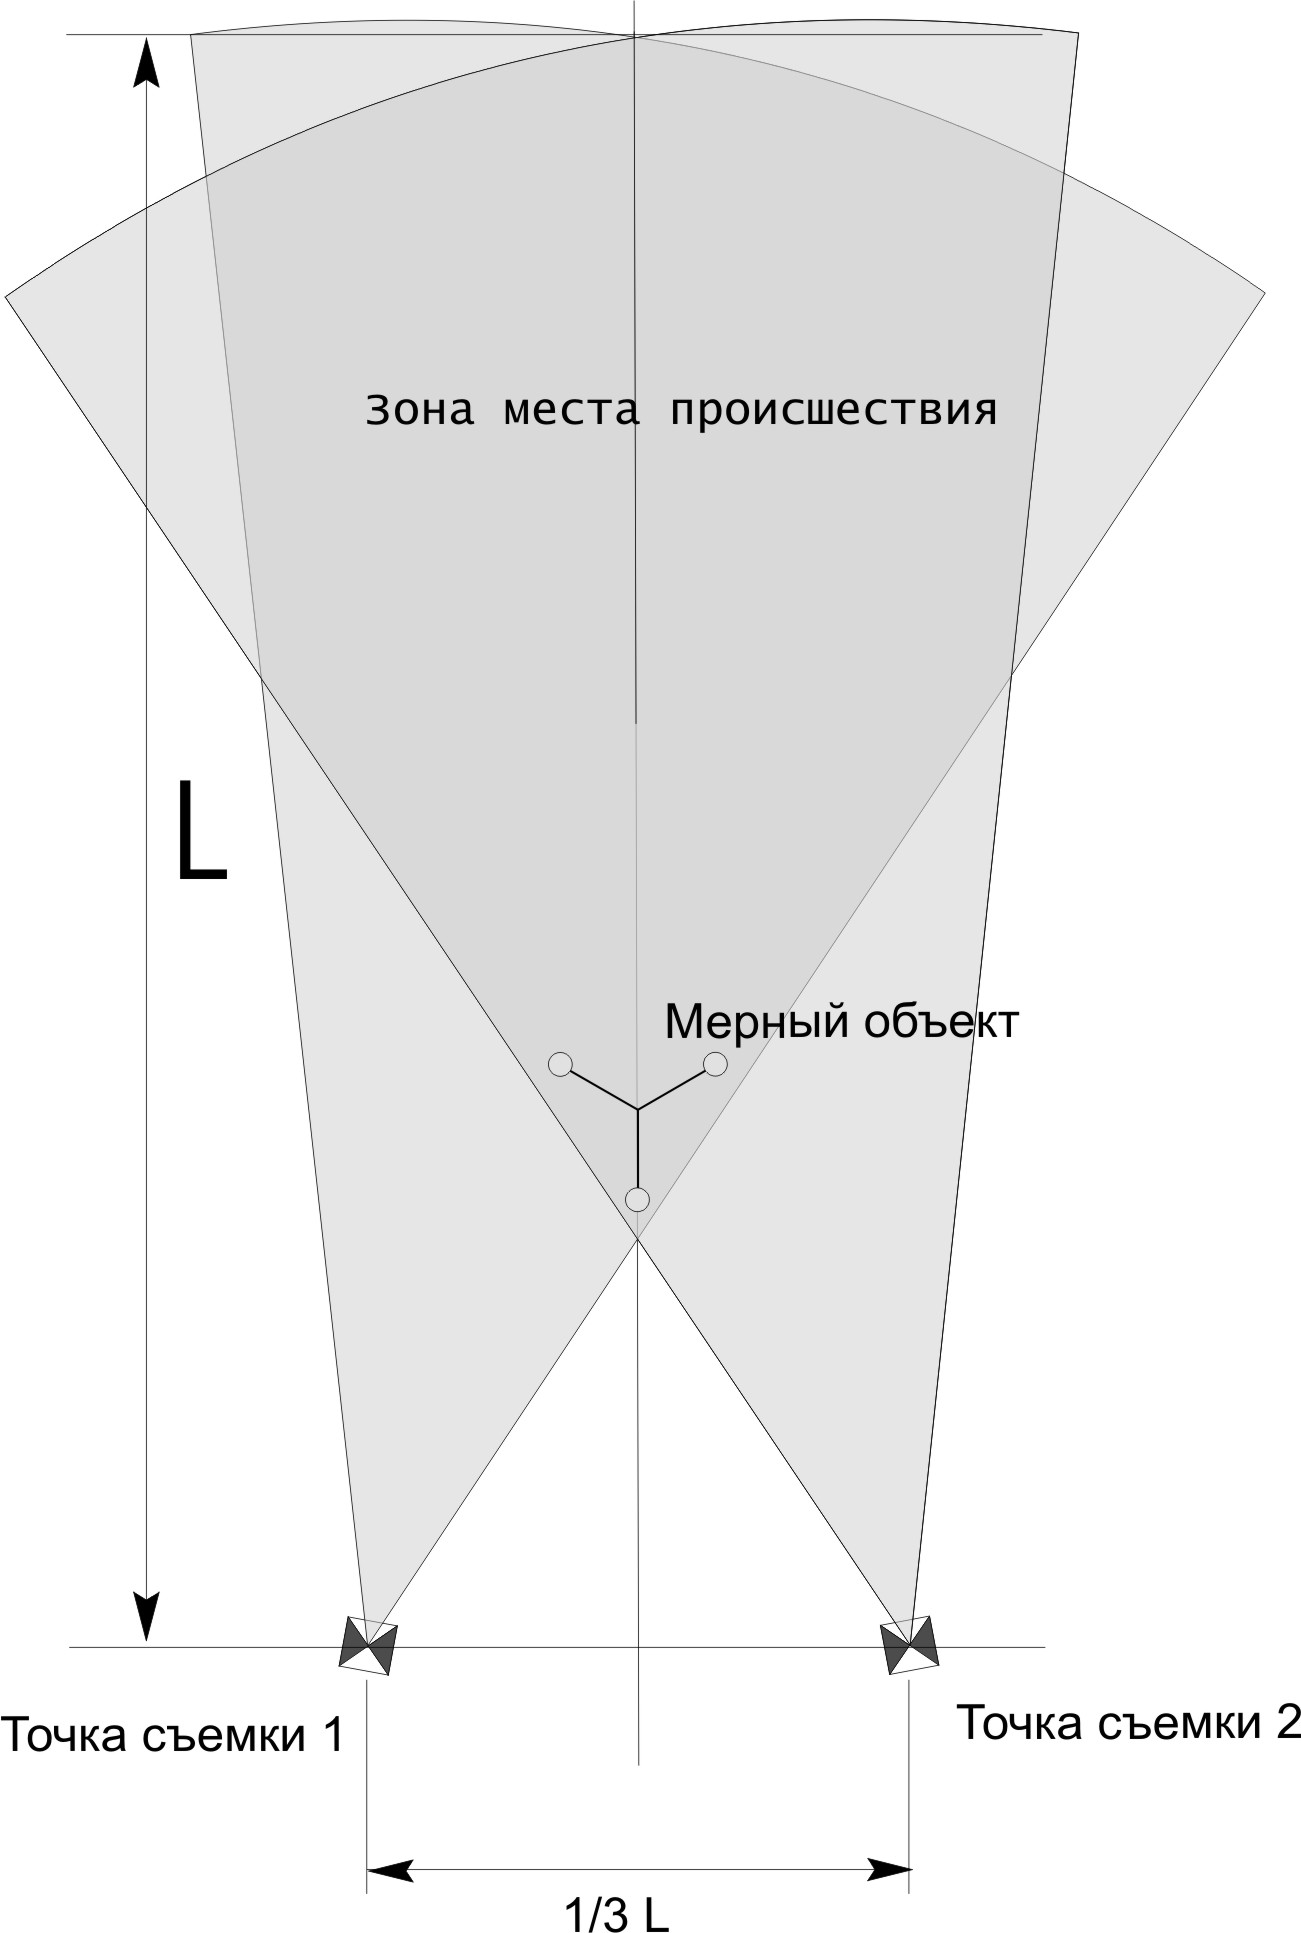 Зона места происшествия
L
Мерный объект
Точка съемки 1
Точка съемки 2
1/3 L